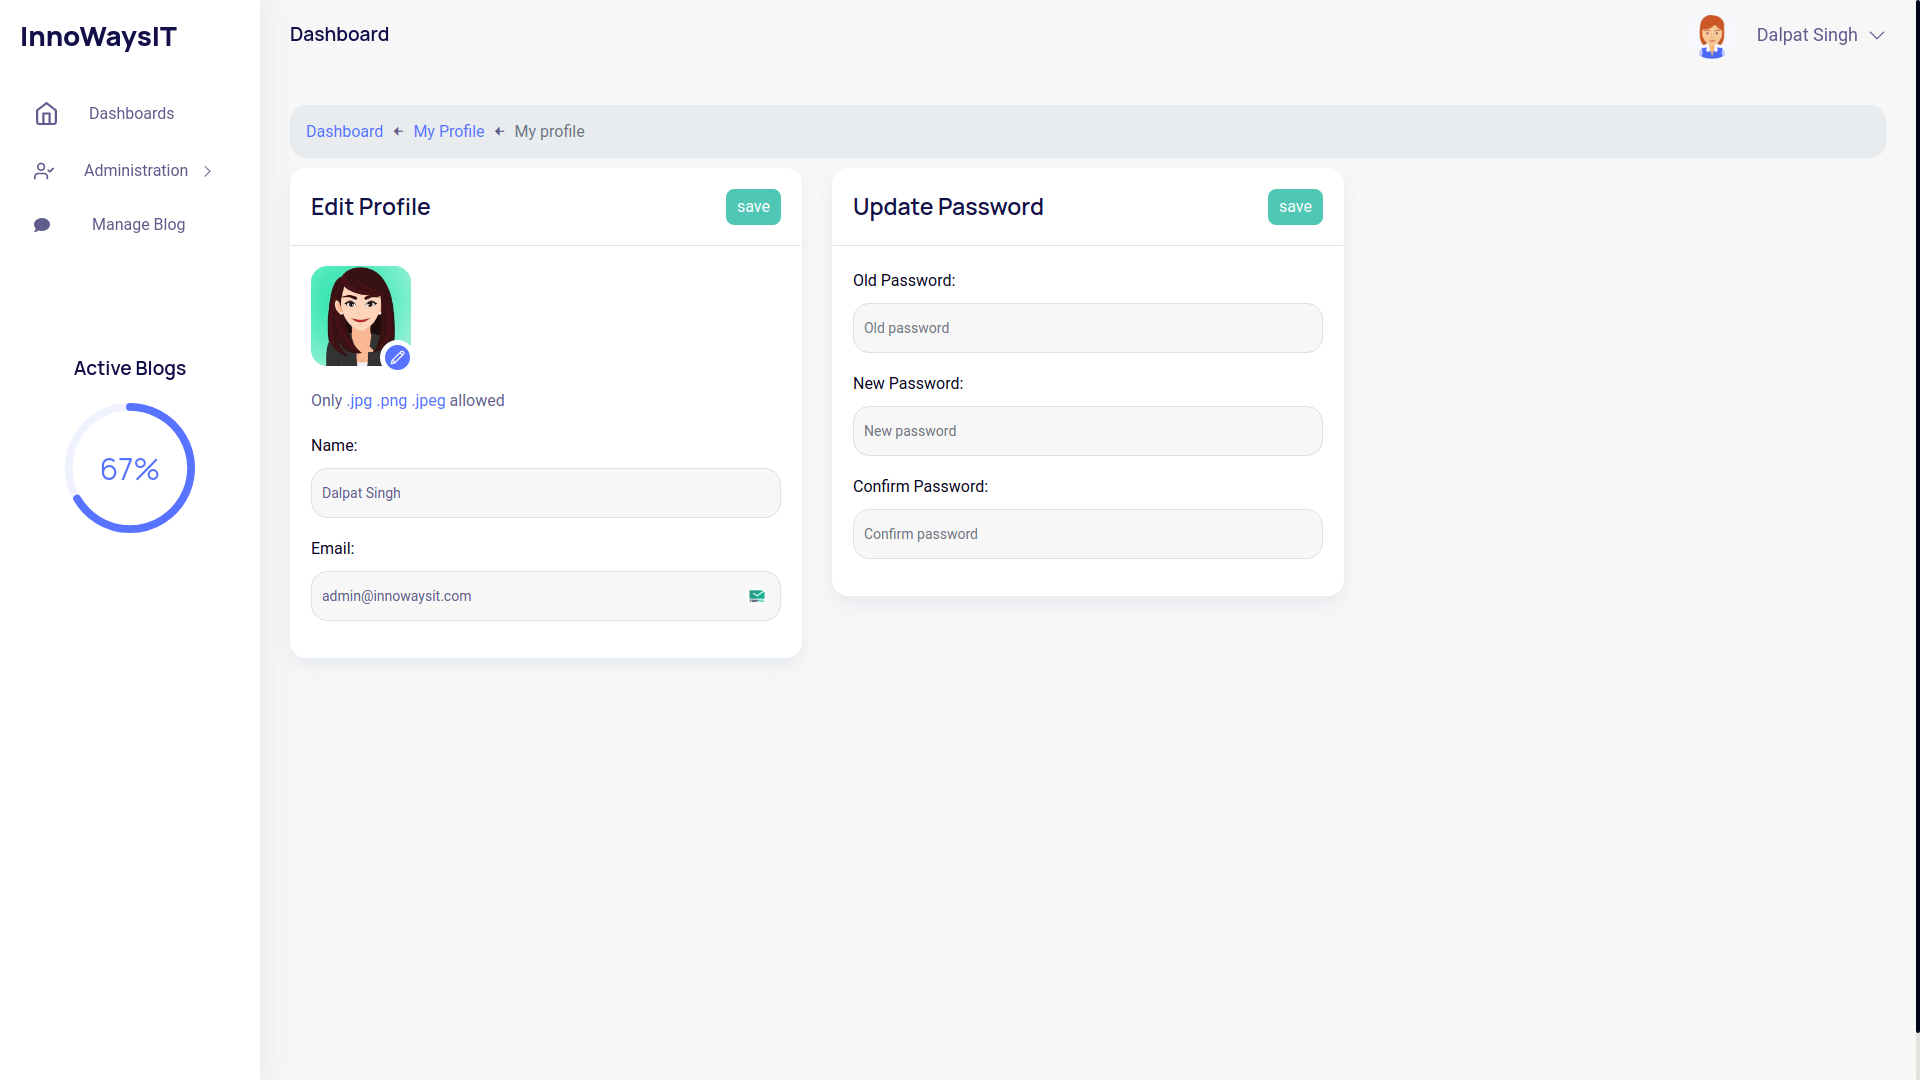 InnoWaysIT
Dashboards
Administration
Manage Blog
Active Blogs
67%
Dashboard
Dalpat Singh
Dashboard My Profile My profile
Edit Profile
save
Only .jpg .png .jpeg allowed
Name:
Dalpat Singh
Email:
admin@innowaysit.com
Update Password
save
Old Password:
Old password
New Password:
New password
Confirm Password:
Confirm password